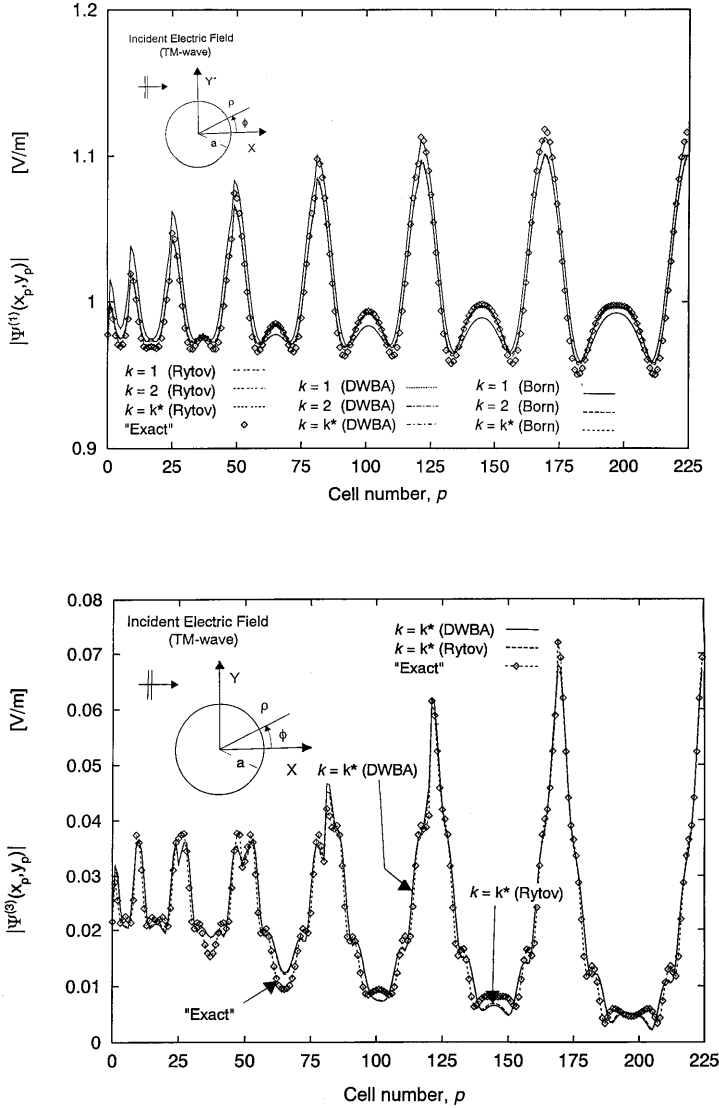 1.2
Incident Electric Field
(TM-wave)
Y
ρ
ϕ
a
X
[V/m]
1.1
|Ψ⁽¹⁾(xₚ,yₚ)|
1
k = 1 (Rytov)
k = 2 (Rytov)
k = k* (Rytov)
"Exact"
k = 1 (DWBA)
k = 2 (DWBA)
k = k* (DWBA)
k = 1 (Born)
k = 2 (Born)
k = k* (Born)
0.9
0 25 50 75 100 125 150 175 200 225
Cell number, p
0.08
Incident Electric Field
(TM-wave)
k = k* (DWBA)
k = k* (Rytov)
"Exact"
0.07
[V/m]
Y
ρ
0.06
ϕ
a
X
k = k* (DWBA)
0.05
0.04
|Ψ⁽³⁾(xₚ,yₚ)|
0.03
k = k* (Rytov)
0.02
0.01
"Exact"
0
0 25 50 75 100 125 150 175 200 225
Cell number, p